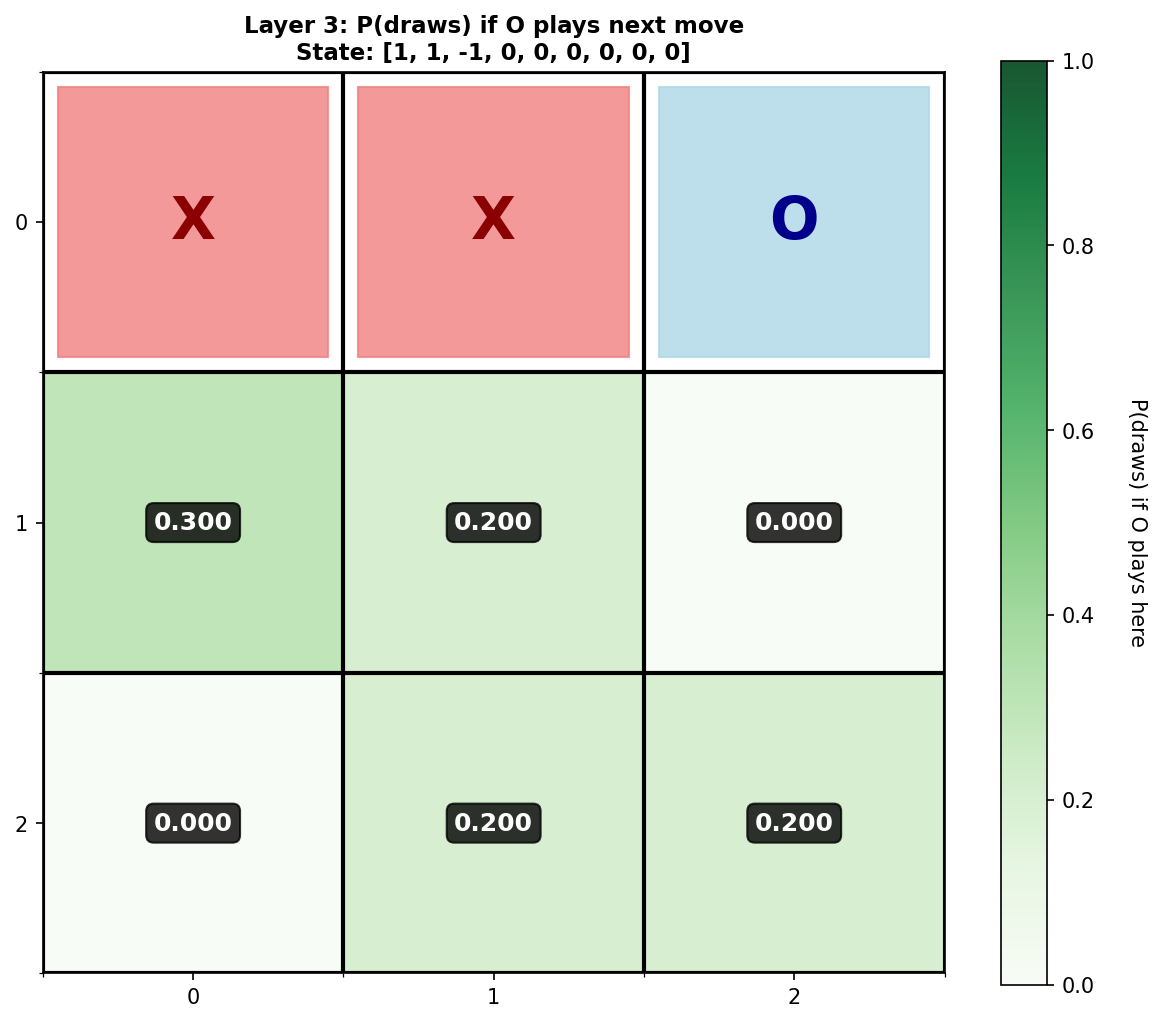 Layer 3: P(draws) if O plays next move
State: [1, 1, -1, 0, 0, 0, 0, 0, 0]
X X O
0
0.300 0.200 0.000
1
0.000 0.200 0.200
2
0 1 2
1.0
0.8
0.6
0.4
0.2
0.0
P(draws) if O plays here